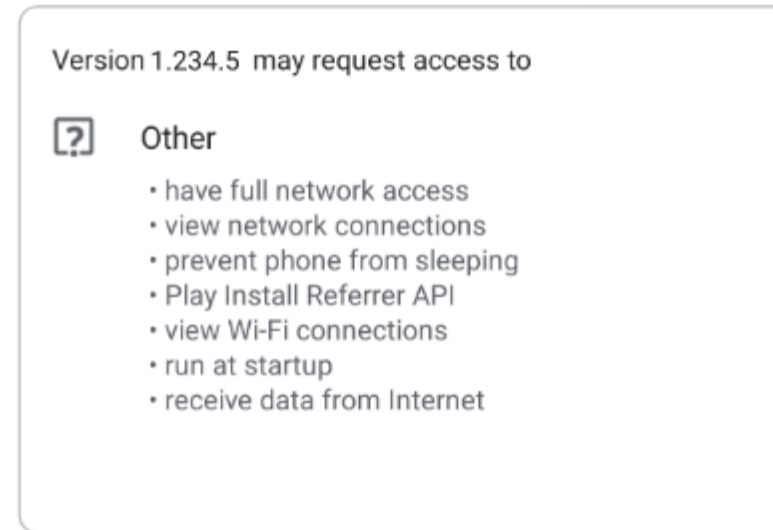 Version 1.234.5 may request access to
Other
• have full network access
• view network connections
• prevent phone from sleeping
• Play Install Referrer API
• view Wi-Fi connections
• run at startup
• receive data from Internet